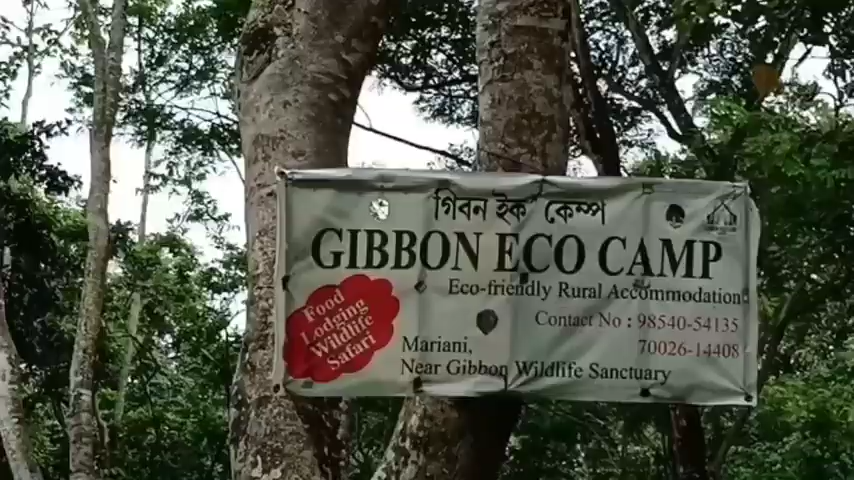 গিবন ইক' কেম্প
GIBBON ECO CAMP
Eco-friendly Rural Accommodation
Contact No : 98540-54135
70026-14408
Food
Lodging
Wildlife
Safari
Mariani,
Near Gibbon Wildlife Sanctuary